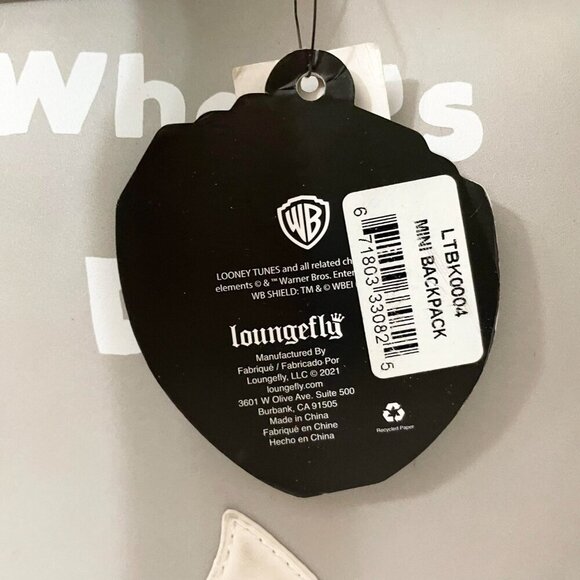 Wh 's
WB
LOONEY TUNES and all related ch
elements © & ™ Warner Bros. Enter
WB SHIELD: TM & © WBEI
loungefly
Manufactured By
Fabriqué / Fabricado Por
Loungefly, LLC © 2021
loungefly.com
3601 W Olive Ave. Suite 500
Burbank, CA 91505
Made in China
Fabriqué en Chine
Hecho en China
LTBK0004
MINI BACKPACK
6 71803 33082 5
Recycled Paper